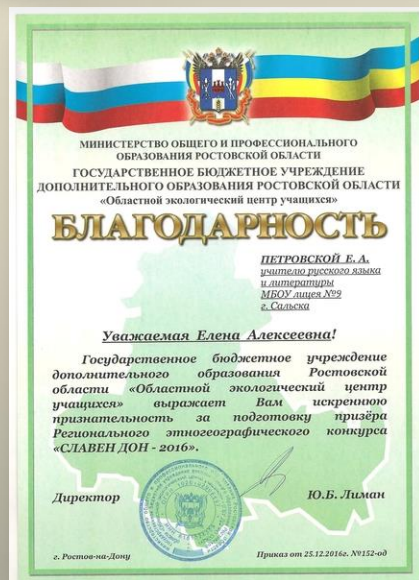 МИНИСТЕРСТВО ОБЩЕГО И ПРОФЕССИОНАЛЬНОГО
ОБРАЗОВАНИЯ РОСТОВСКОЙ ОБЛАСТИ
ГОСУДАРСТВЕННОЕ БЮДЖЕТНОЕ УЧРЕЖДЕНИЕ
ДОПОЛНИТЕЛЬНОГО ОБРАЗОВАНИЯ РОСТОВСКОЙ ОБЛАСТИ
«Областной экологический центр учащихся»
БЛАГОДАРНОСТЬ
ПЕТРОВСКОЙ Е. А.
учителю русского языка
и литературы
МБОУ лицея №9
г. Сальска
Уважаемая Елена Алексеевна!
Государственное бюджетное учреждение
дополнительного образования Ростовской
области «Областной экологический центр
учащихся» выражает Вам искреннюю
признательность за подготовку призёра
Регионального этногеографического конкурса
«СЛАВЕН ДОН - 2016».
Директор Ю.Б. Лиман
г. Ростов-на-Дону Приказ от 25.12.2016г. №152-од